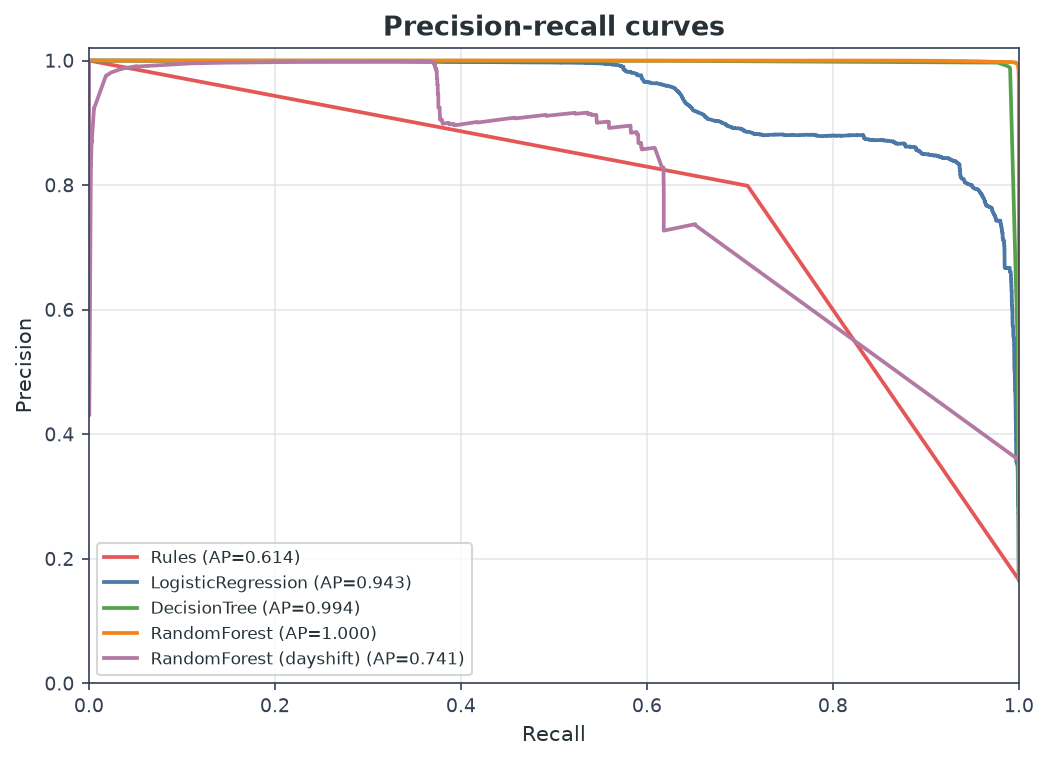 Precision-recall curves
1.0
0.8
0.6
0.4
0.2
0.0
Precision
Rules (AP=0.614)
LogisticRegression (AP=0.943)
DecisionTree (AP=0.994)
RandomForest (AP=1.000)
RandomForest (dayshift) (AP=0.741)
0.0 0.2 0.4 0.6 0.8 1.0
Recall